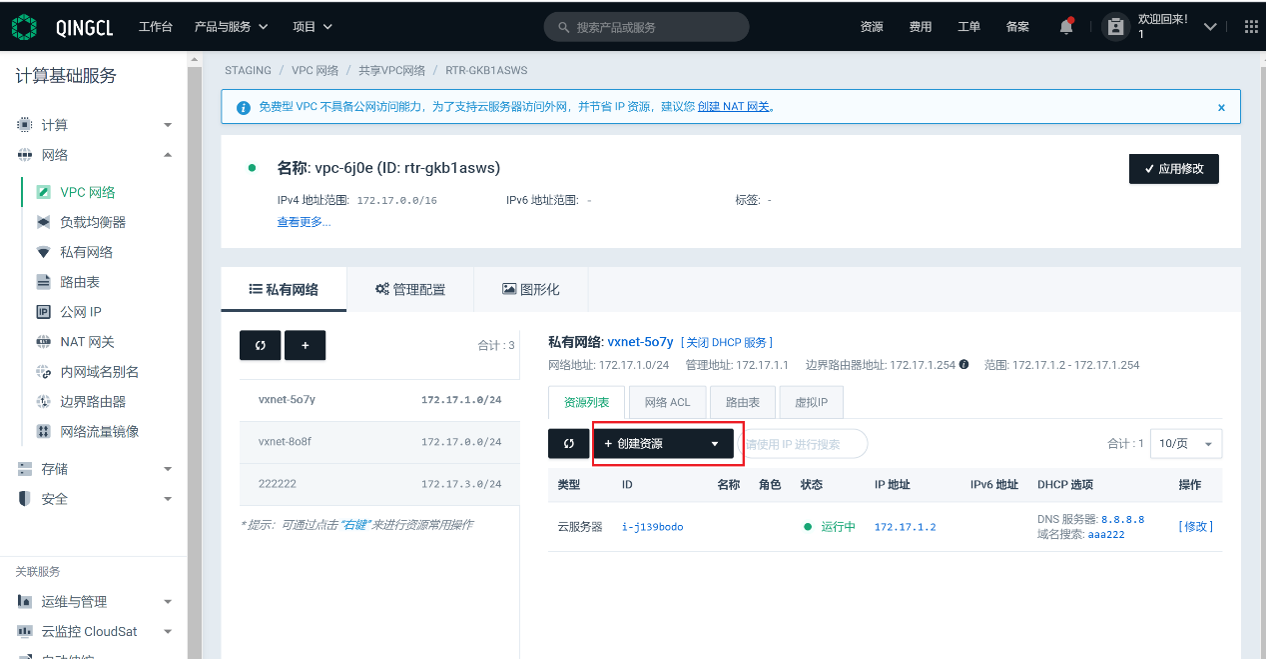 QINGCL 工作台 产品与服务 项目 搜索产品或服务 资源 费用 工单 备案 欢迎回来！
1
计算基础服务
计算
网络
VPC 网络
负载均衡器
私有网络
路由表
公网 IP
NAT 网关
内网域名别名
边界路由器
网络流量镜像
存储
安全
关联服务
运维与管理
云监控 CloudSat
STAGING / VPC 网络 / 共享VPC网络 / RTR-GKB1ASWS
免费型 VPC 不具备公网访问能力，为了支持云服务器访问外网，并节省 IP 资源，建议您 创建 NAT 网关。 ×
名称: vpc-6j0e (ID: rtr-gkb1asws) 应用修改
IPv4 地址范围: 172.17.0.0/16 IPv6 地址范围: - 标签: -
查看更多...
私有网络 管理配置 图形化
+ 合计 : 3
vxnet-5o7y 172.17.1.0/24
vxnet-8o8f 172.17.0.0/24
222222 172.17.3.0/24
* 提示：可通过点击“右键”来进行资源常用操作
私有网络: vxnet-5o7y [ 关闭 DHCP 服务 ]
网络地址: 172.17.1.0/24 管理地址: 172.17.1.1 边界路由器地址: 172.17.1.254 范围: 172.17.1.2 - 172.17.1.254
资源列表 网络 ACL 路由表 虚拟IP
+ 创建资源 请使用 IP 进行搜索 合计 : 1 10/页
类型 ID 名称 角色 状态 IP 地址 IPv6 地址 DHCP 选项 操作
云服务器 i-j139bodo 运行中 172.17.1.2 DNS 服务器: 8.8.8.8 [ 修改 ]
域名搜索: aaa222